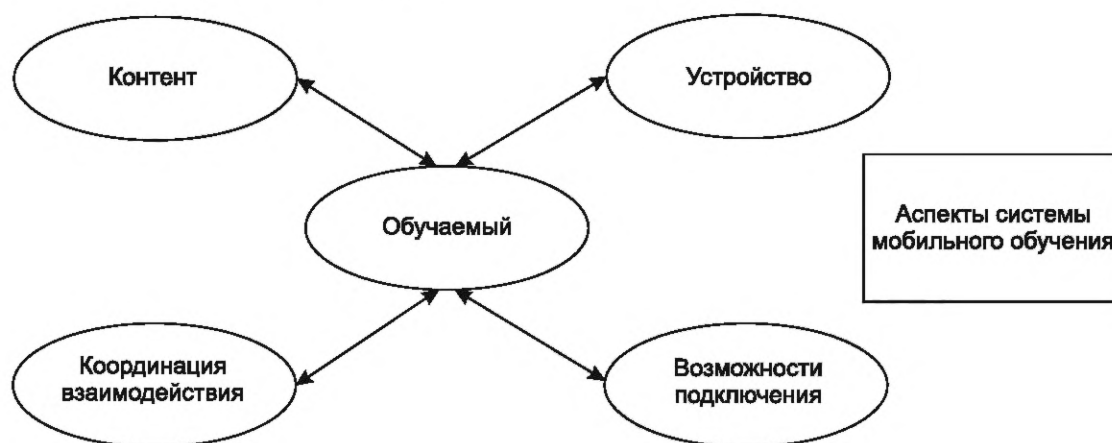 Контент
Устройство
Обучаемый
Аспекты системы
мобильного обучения
Координация
взаимодействия
Возможности
подключения